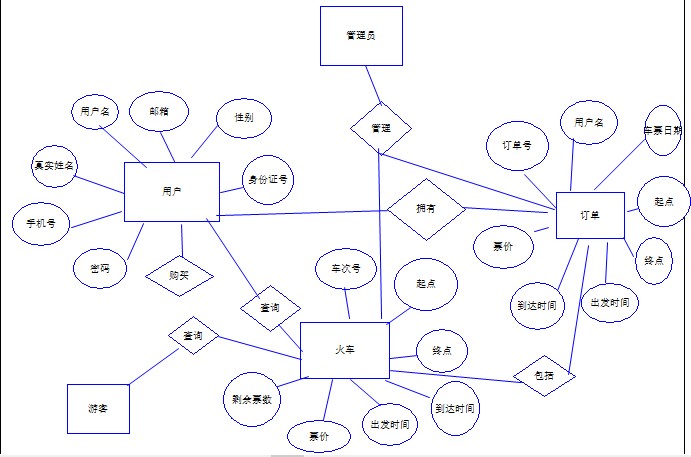 管理员
用户名
邮箱
性别
管理
订单号
用户名
车票日期
真实姓名
用户
身份证号
手机号
拥有
订单
起点
票价
终点
密码
购买
车次号
起点
查询
到达时间
出发时间
查询
火车
终点
包括
游客
剩余票数
票价
出发时间
到达时间